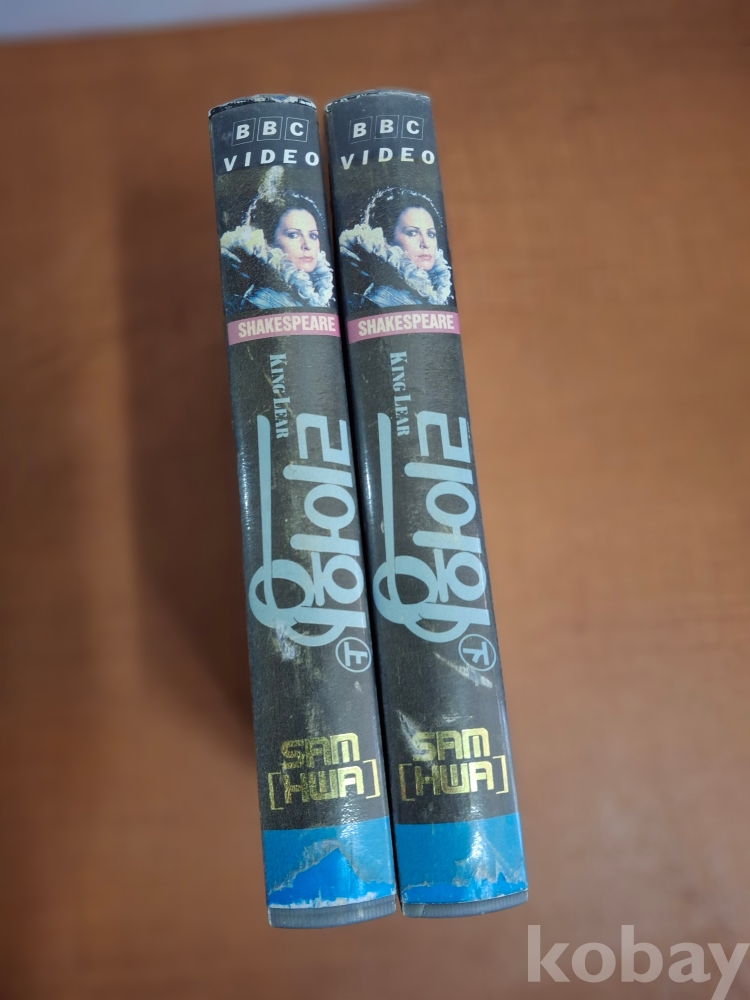 BBC
VIDEO
SHAKESPEARE
KING LEAR
리어왕
上
SAM
[HWA]
BBC
VIDEO
SHAKESPEARE
KING LEAR
리어왕
下
SAM
[HWA]
kobay